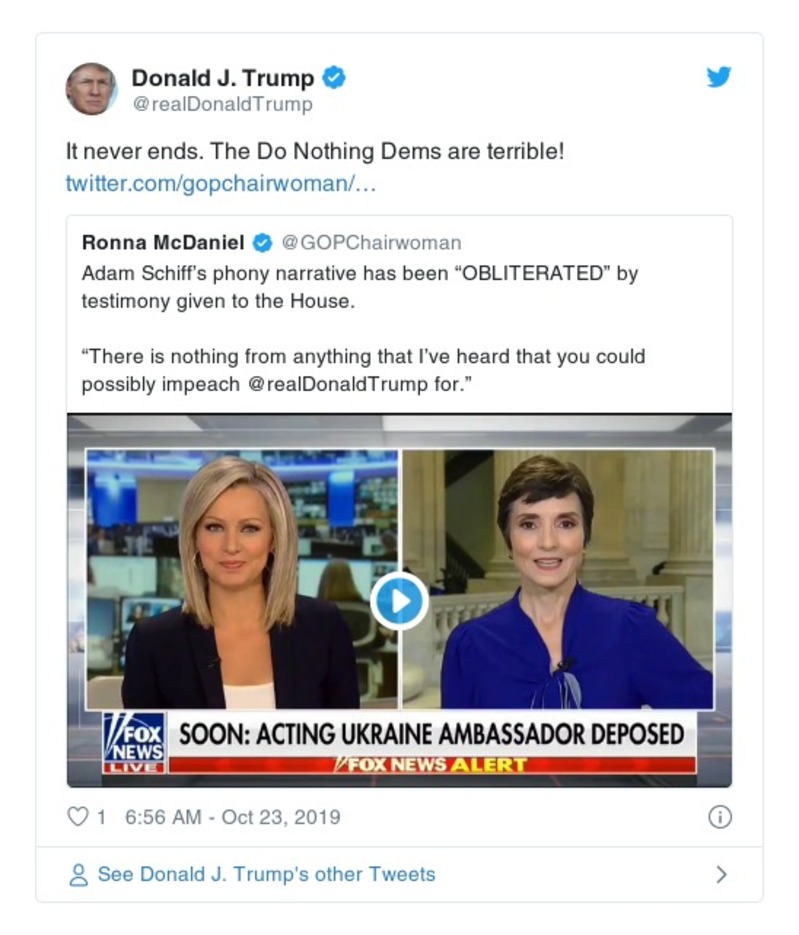 Donald J. Trump
@realDonaldTrump
It never ends. The Do Nothing Dems are terrible!
twitter.com/gopchairwoman/…
Ronna McDaniel @GOPChairwoman
Adam Schiff’s phony narrative has been “OBLITERATED” by
testimony given to the House.
“There is nothing from anything that I’ve heard that you could
possibly impeach @realDonaldTrump for.”
FOX
NEWS
LIVE
SOON: ACTING UKRAINE AMBASSADOR DEPOSED
FOX NEWS ALERT
1 6:56 AM - Oct 23, 2019
See Donald J. Trump's other Tweets